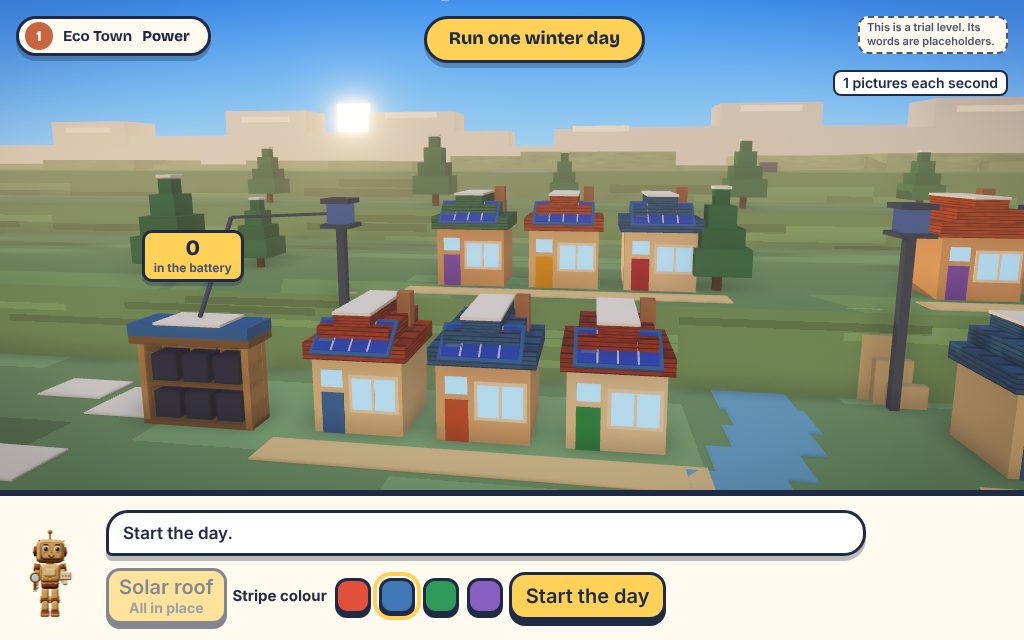 1 Eco Town Power
Run one winter day
This is a trial level. Its
words are placeholders.
1 pictures each second
0
in the battery
Start the day.
Solar roof
All in place
Stripe colour
Start the day